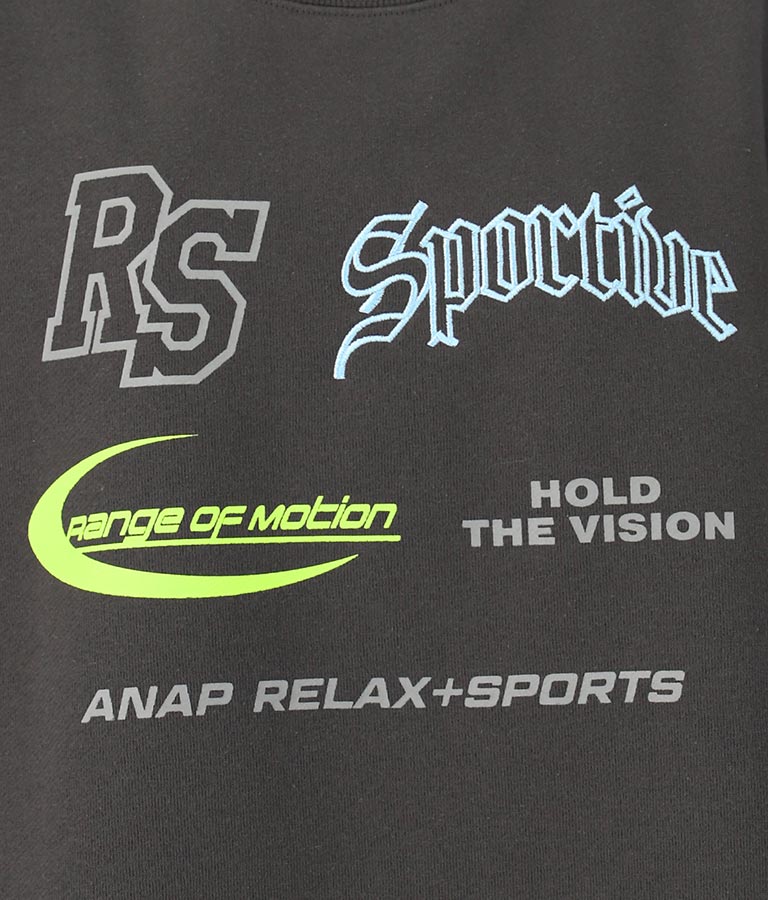 RS
Sportive
Range OF Motion
HOLD
THE VISION
ANAP RELAX+SPORTS